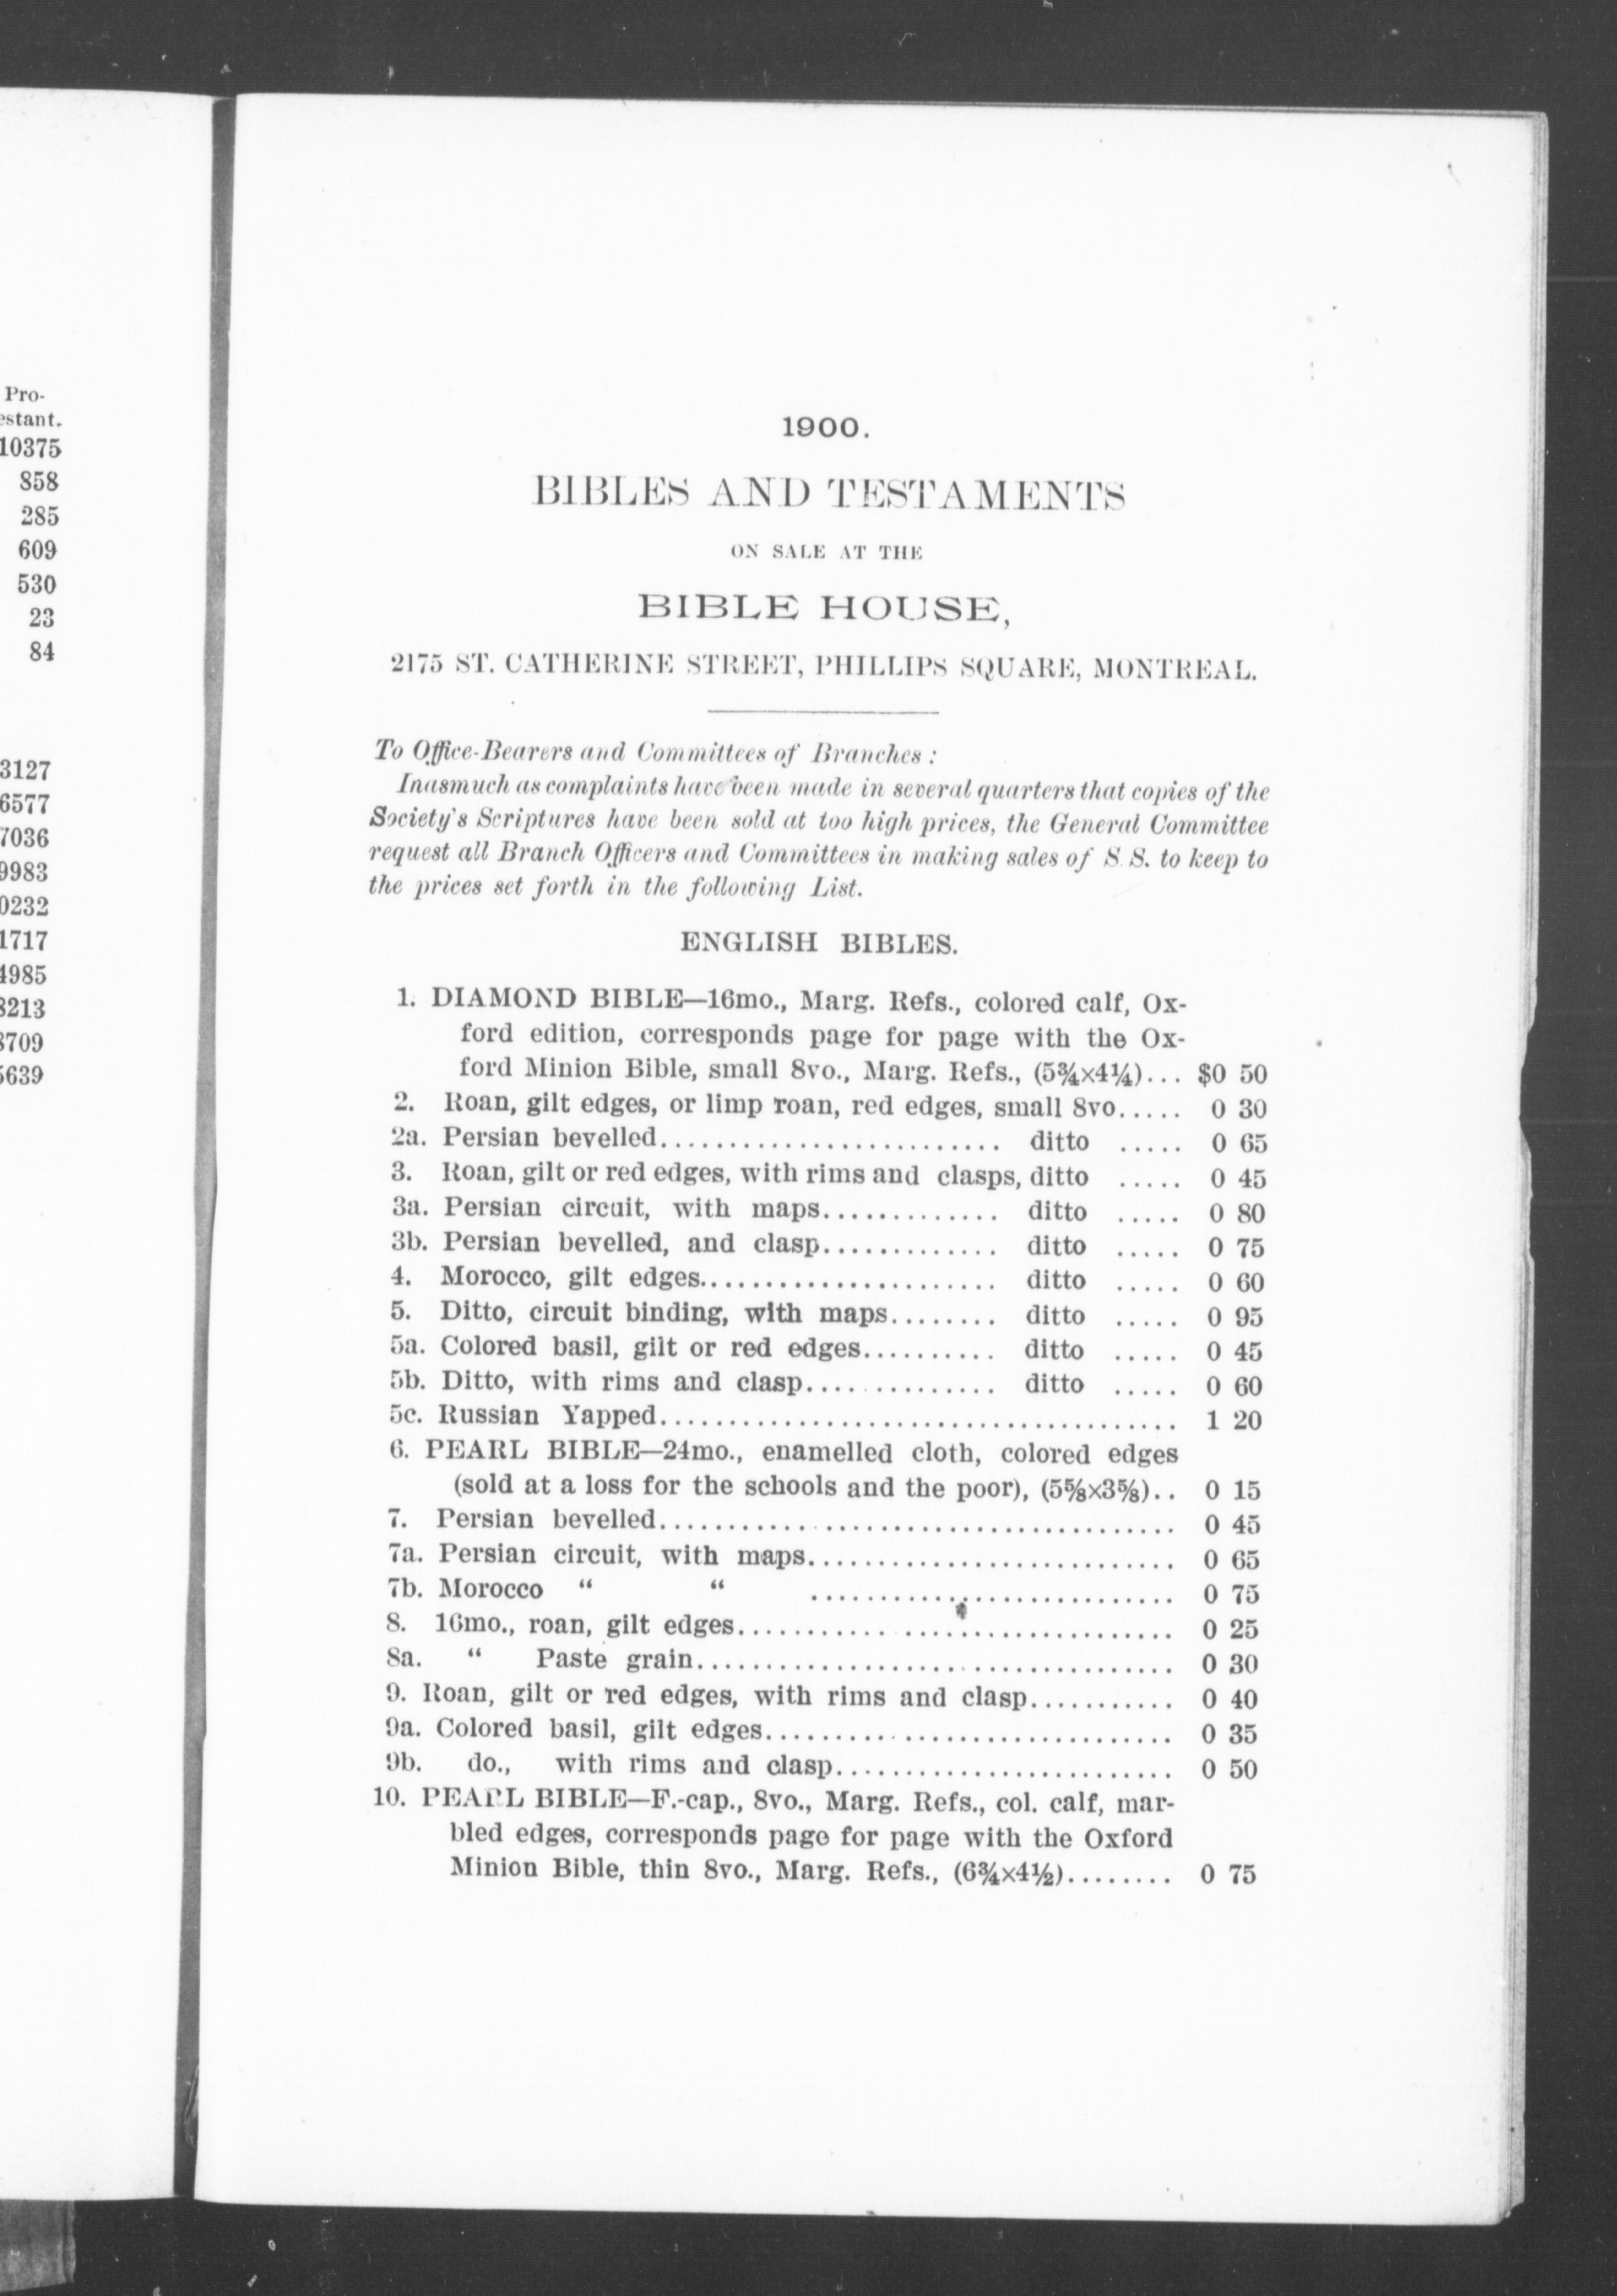 Pro-
estant.
10375
858
285
609
530
23
84
3127
6577
7036
9983
0232
1717
4985
8213
8709
5639
1900.
BIBLES AND TESTAMENTS
ON SALE AT THE
BIBLE HOUSE,
2175 ST. CATHERINE STREET, PHILLIPS SQUARE, MONTREAL.
To Office-Bearers and Committees of Branches :
Inasmuch as complaints have been made in several quarters that copies of the
Society's Scriptures have been sold at too high prices, the General Committee
request all Branch Officers and Committees in making sales of S. S. to keep to
the prices set forth in the following List.
ENGLISH BIBLES.
1. DIAMOND BIBLE—16mo., Marg. Refs., colored calf, Ox-
ford edition, corresponds page for page with the Ox-
ford Minion Bible, small 8vo., Marg. Refs., (5¾×4¼)... $0 50
2. Roan, gilt edges, or limp roan, red edges, small 8vo..... 0 30
2a. Persian bevelled......................... ditto ..... 0 65
3. Roan, gilt or red edges, with rims and clasps, ditto ..... 0 45
3a. Persian circuit, with maps............. ditto ..... 0 80
3b. Persian bevelled, and clasp............. ditto ..... 0 75
4. Morocco, gilt edges...................... ditto ..... 0 60
5. Ditto, circuit binding, with maps........ ditto ..... 0 95
5a. Colored basil, gilt or red edges.......... ditto ..... 0 45
5b. Ditto, with rims and clasp.............. ditto ..... 0 60
5c. Russian Yapped...................................... 1 20
6. PEARL BIBLE—24mo., enamelled cloth, colored edges
(sold at a loss for the schools and the poor), (5⅝×3⅝).. 0 15
7. Persian bevelled...................................... 0 45
7a. Persian circuit, with maps........................... 0 65
7b. Morocco “ “ ........................... 0 75
8. 16mo., roan, gilt edges................................ 0 25
8a. “ Paste grain................................... 0 30
9. Roan, gilt or red edges, with rims and clasp........... 0 40
9a. Colored basil, gilt edges.............................. 0 35
9b. do., with rims and clasp......................... 0 50
10. PEARL BIBLE—F.-cap., 8vo., Marg. Refs., col. calf, mar-
bled edges, corresponds page for page with the Oxford
Minion Bible, thin 8vo., Marg. Refs., (6¾×4½)........ 0 75